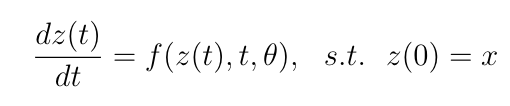 dz(t)/dt = f(z(t), t, θ), s.t. z(0) = x